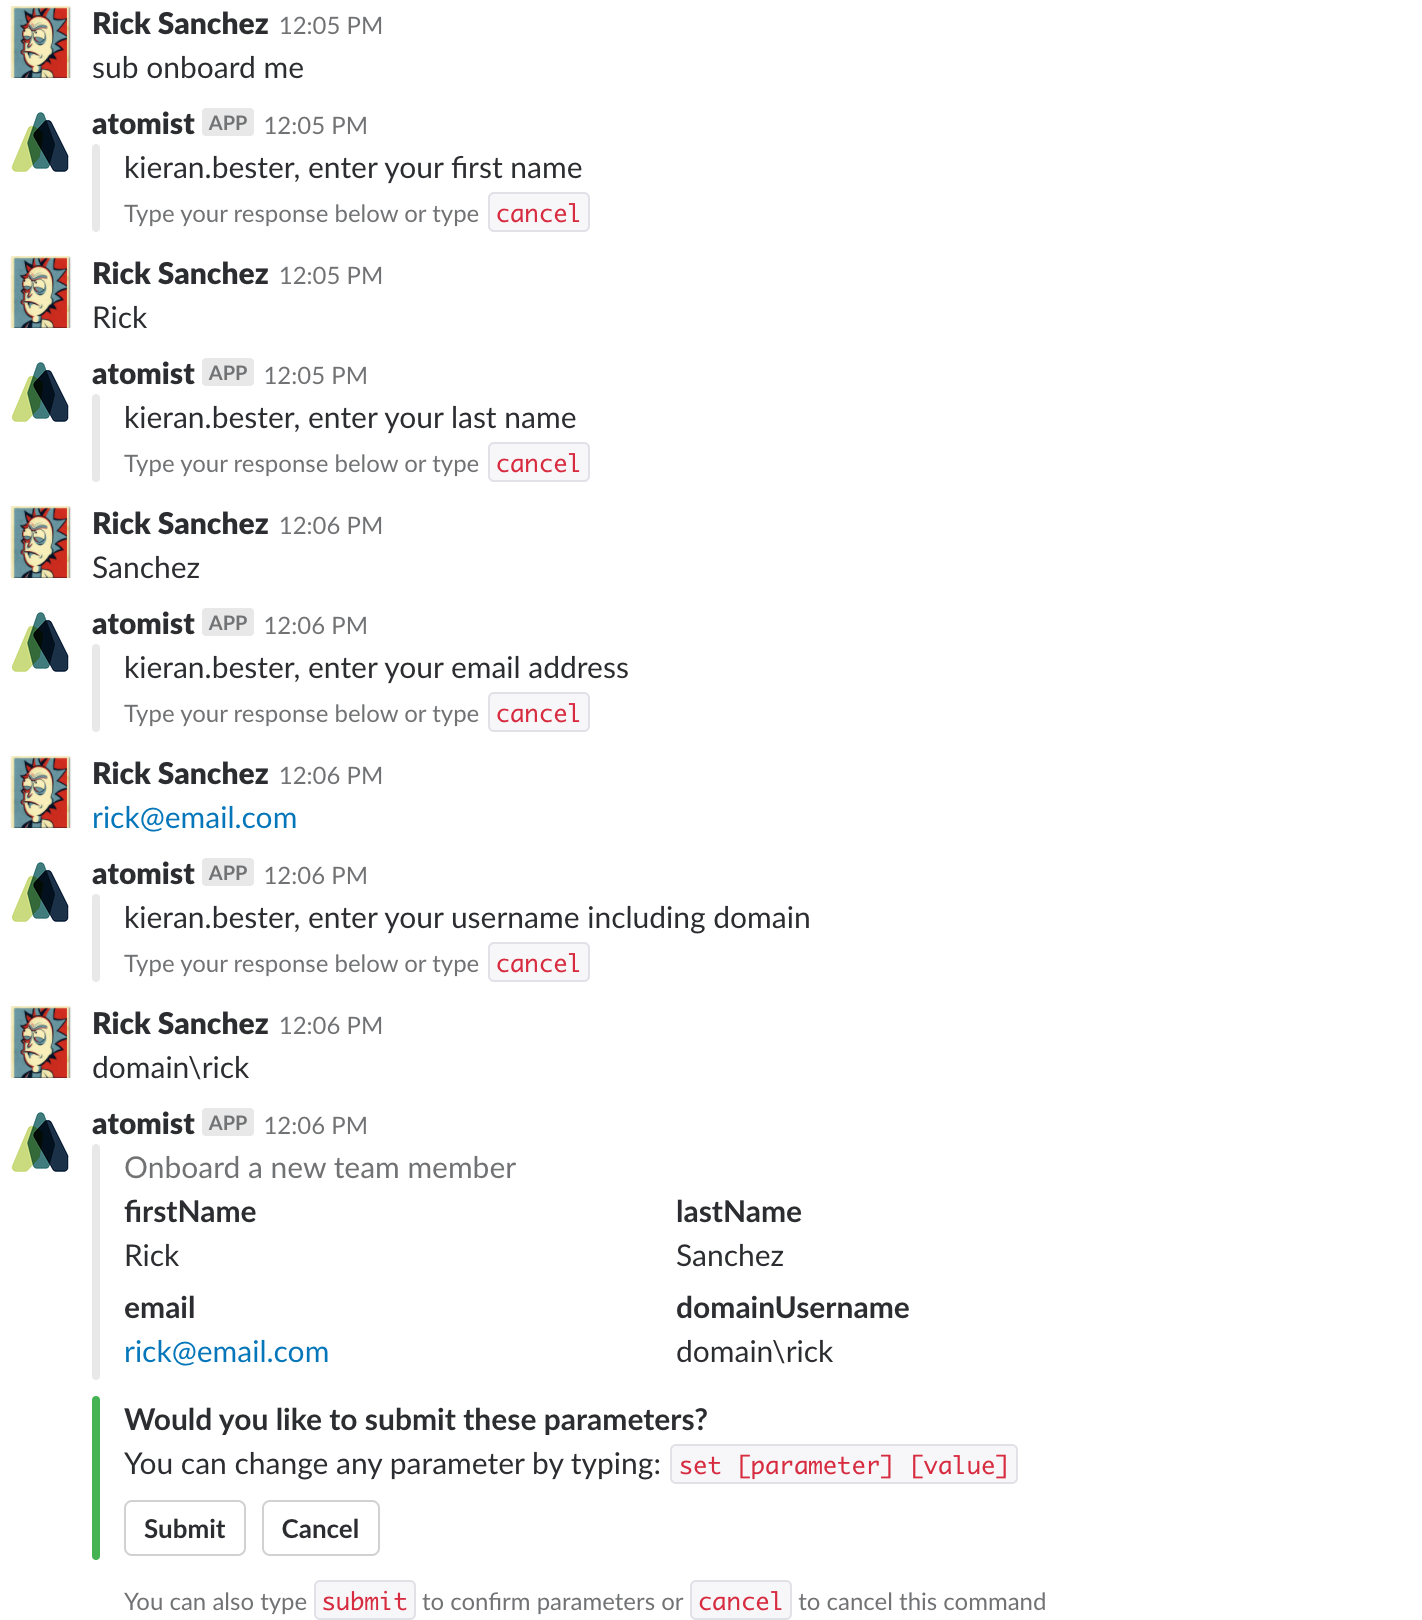 Rick Sanchez 12:05 PM
sub onboard me
atomist APP 12:05 PM
kieran.bester, enter your first name
Type your response below or type cancel
Rick Sanchez 12:05 PM
Rick
atomist APP 12:05 PM
kieran.bester, enter your last name
Type your response below or type cancel
Rick Sanchez 12:06 PM
Sanchez
atomist APP 12:06 PM
kieran.bester, enter your email address
Type your response below or type cancel
Rick Sanchez 12:06 PM
rick@email.com
atomist APP 12:06 PM
kieran.bester, enter your username including domain
Type your response below or type cancel
Rick Sanchez 12:06 PM
domain\rick
atomist APP 12:06 PM
Onboard a new team member
firstName lastName
Rick Sanchez
email domainUsername
rick@email.com domain\rick
Would you like to submit these parameters?
You can change any parameter by typing: set [parameter] [value]
Submit Cancel
You can also type submit to confirm parameters or cancel to cancel this command